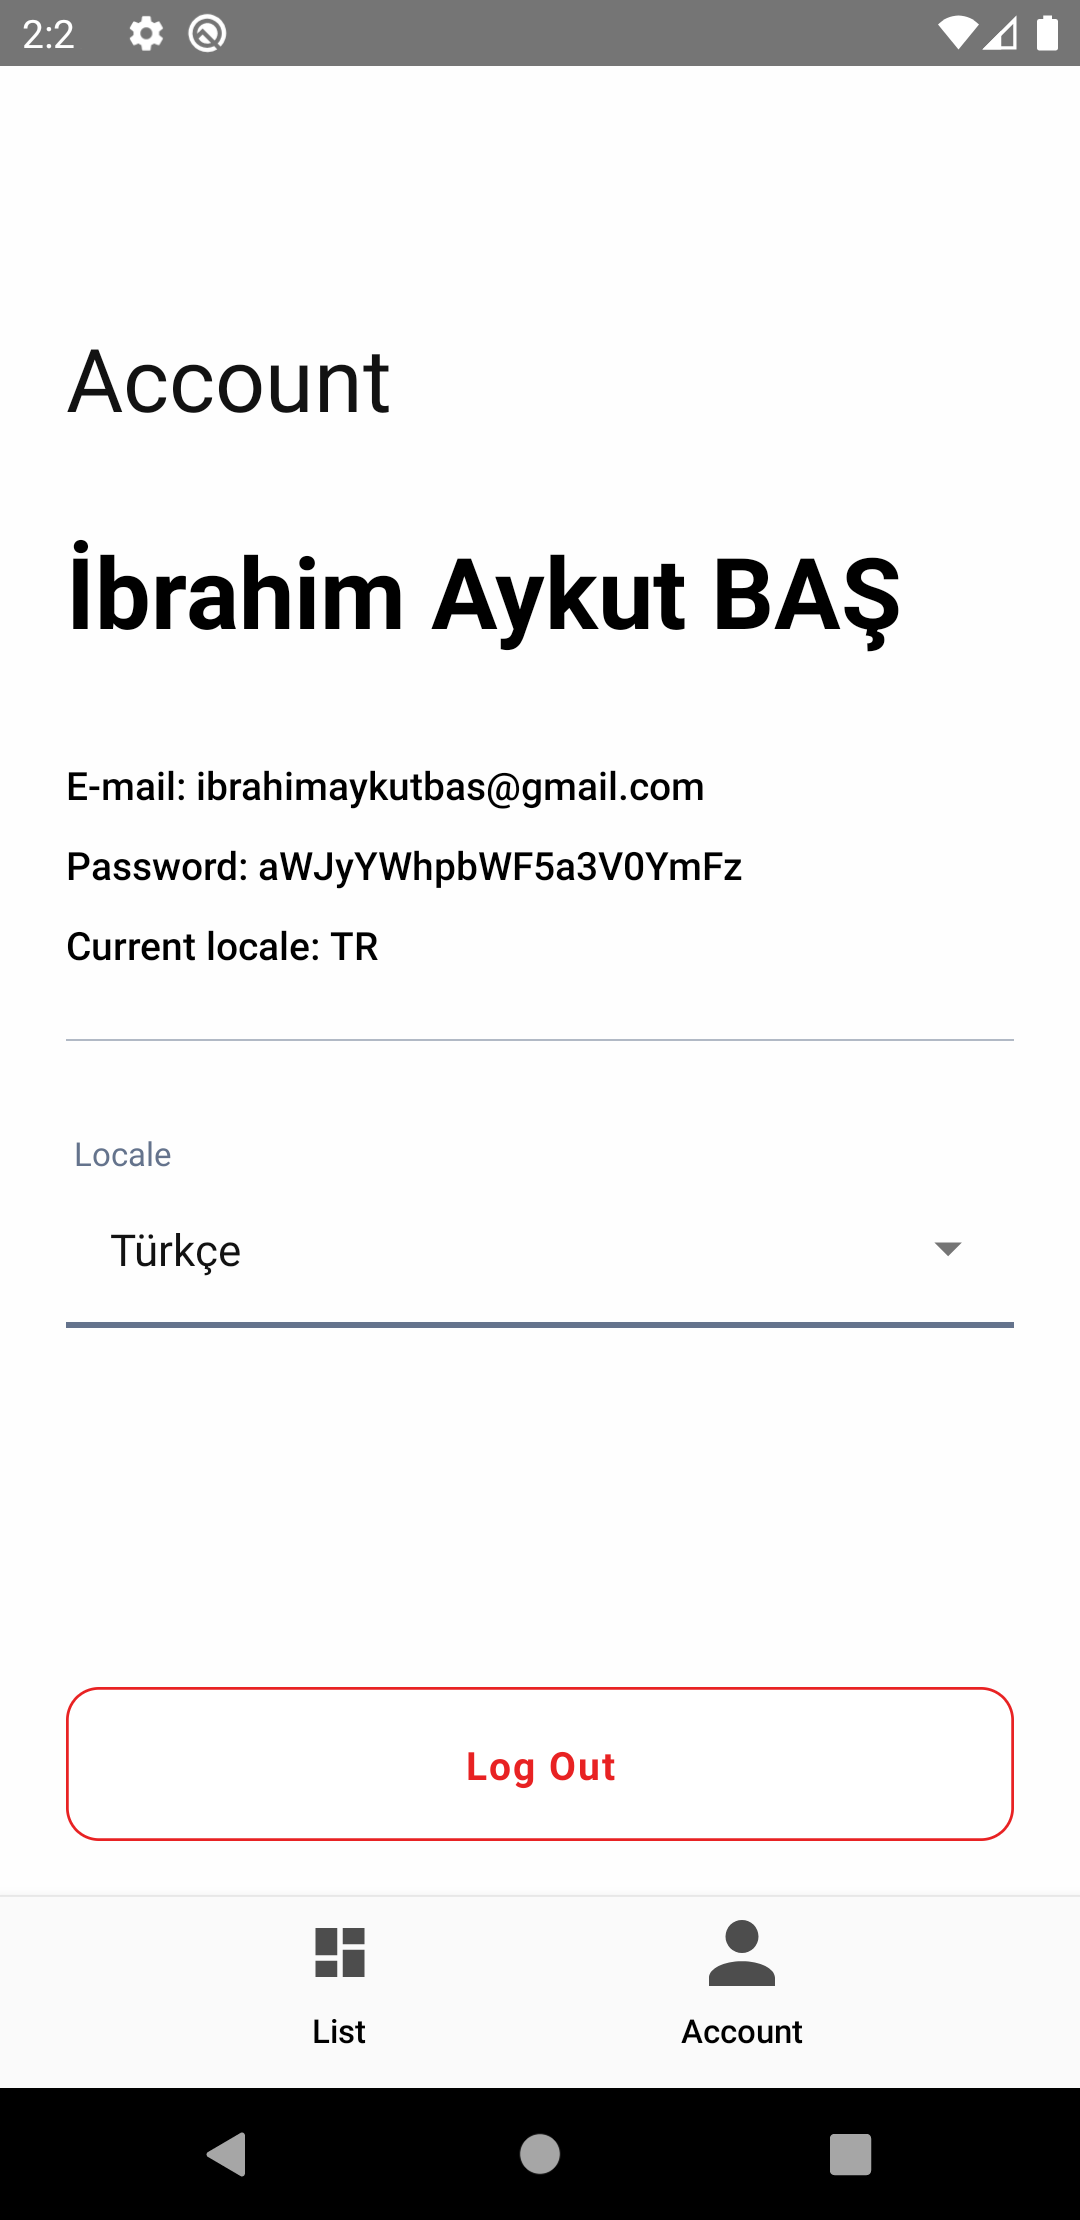 2:2
Account
İbrahim Aykut BAŞ
E-mail: ibrahimaykutbas@gmail.com
Password: aWJyYWhpbWF5a3V0YmFz
Current locale: TR
Locale
Türkçe
Log Out
List
Account